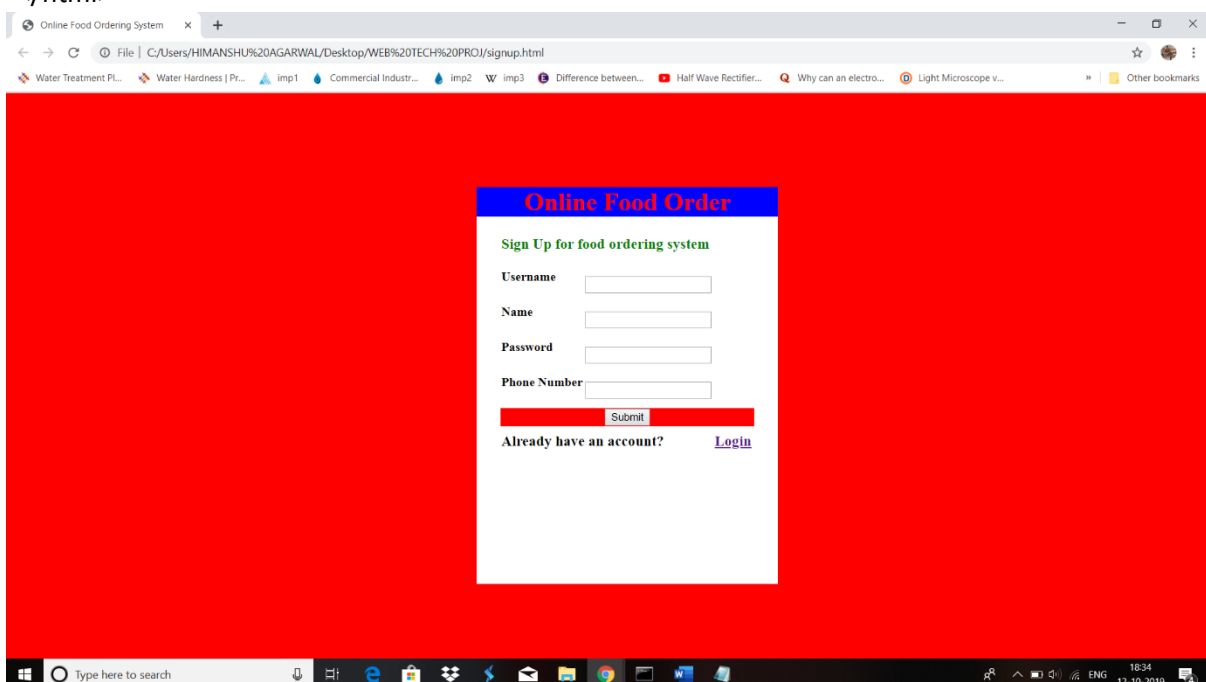 Online Food Ordering System
File | C:/Users/HIMANSHU%20AGARWAL/Desktop/WEB%20TECH%20PROJ/signup.html
Water Treatment Pl... Water Hardness | Pr... imp1 Commercial Industr... imp2 W imp3 Difference between... Half Wave Rectifier... Q Why can an electro... Light Microscope v... » Other bookmarks
Online Food Order
Sign Up for food ordering system
Username
Name
Password
Phone Number
Submit
Already have an account? Login
Type here to search ENG 18:34
12-10-2019